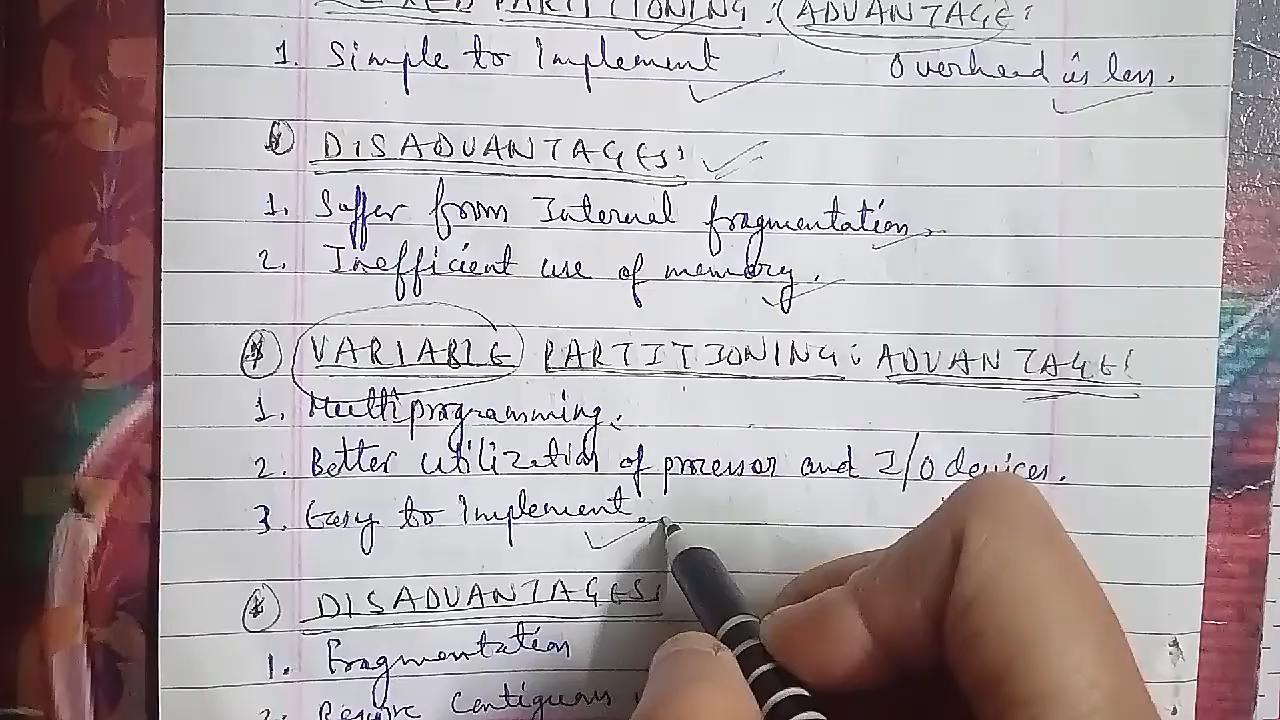 PARTITIONING : (ADVANTAGE:
1. Simple to Implement Overhead is less.
DISADVANTAGES:
1. Suffer from Internal fragmentation.
2. Inefficient use of memory.
VARIABLE PARTITIONING : ADVANTAGE:
1. Multiprogramming.
2. Better utilization of processor and I/O devices.
3. Easy to Implement.
DISADVANTAGES:
1. Fragmentation
2. Require Contiguous